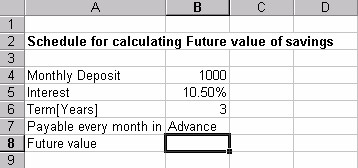 A B C D
1
2 Schedule for calculating Future value of savings
3
4 Monthly Deposit 1000
5 Interest 10.50%
6 Term[Years] 3
7 Payable every month in Advance
8 Future value
9